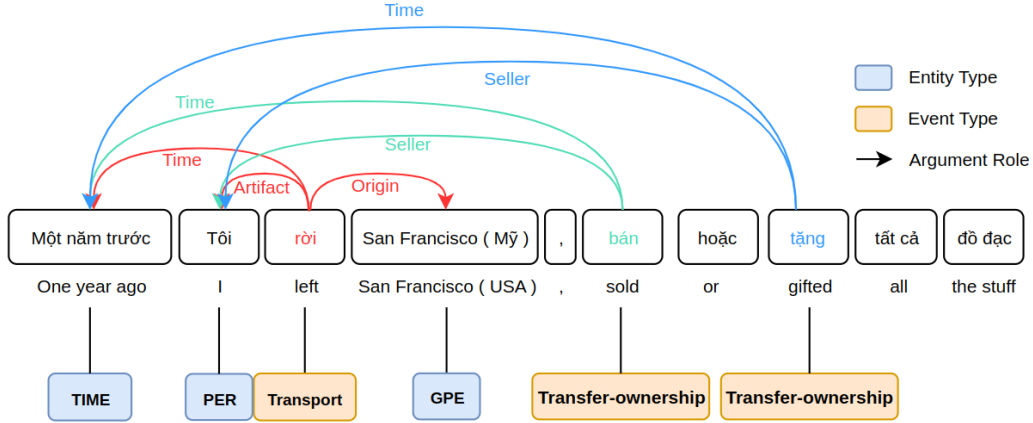 Time
Seller
Time
Seller
Time
Artifact
Origin
Entity Type
Event Type
Argument Role
Một năm trước Tôi rời San Francisco ( Mỹ ) , bán hoặc tặng tất cả đồ đạc
One year ago I left San Francisco ( USA ) , sold or gifted all the stuff
TIME PER Transport GPE Transfer-ownership Transfer-ownership